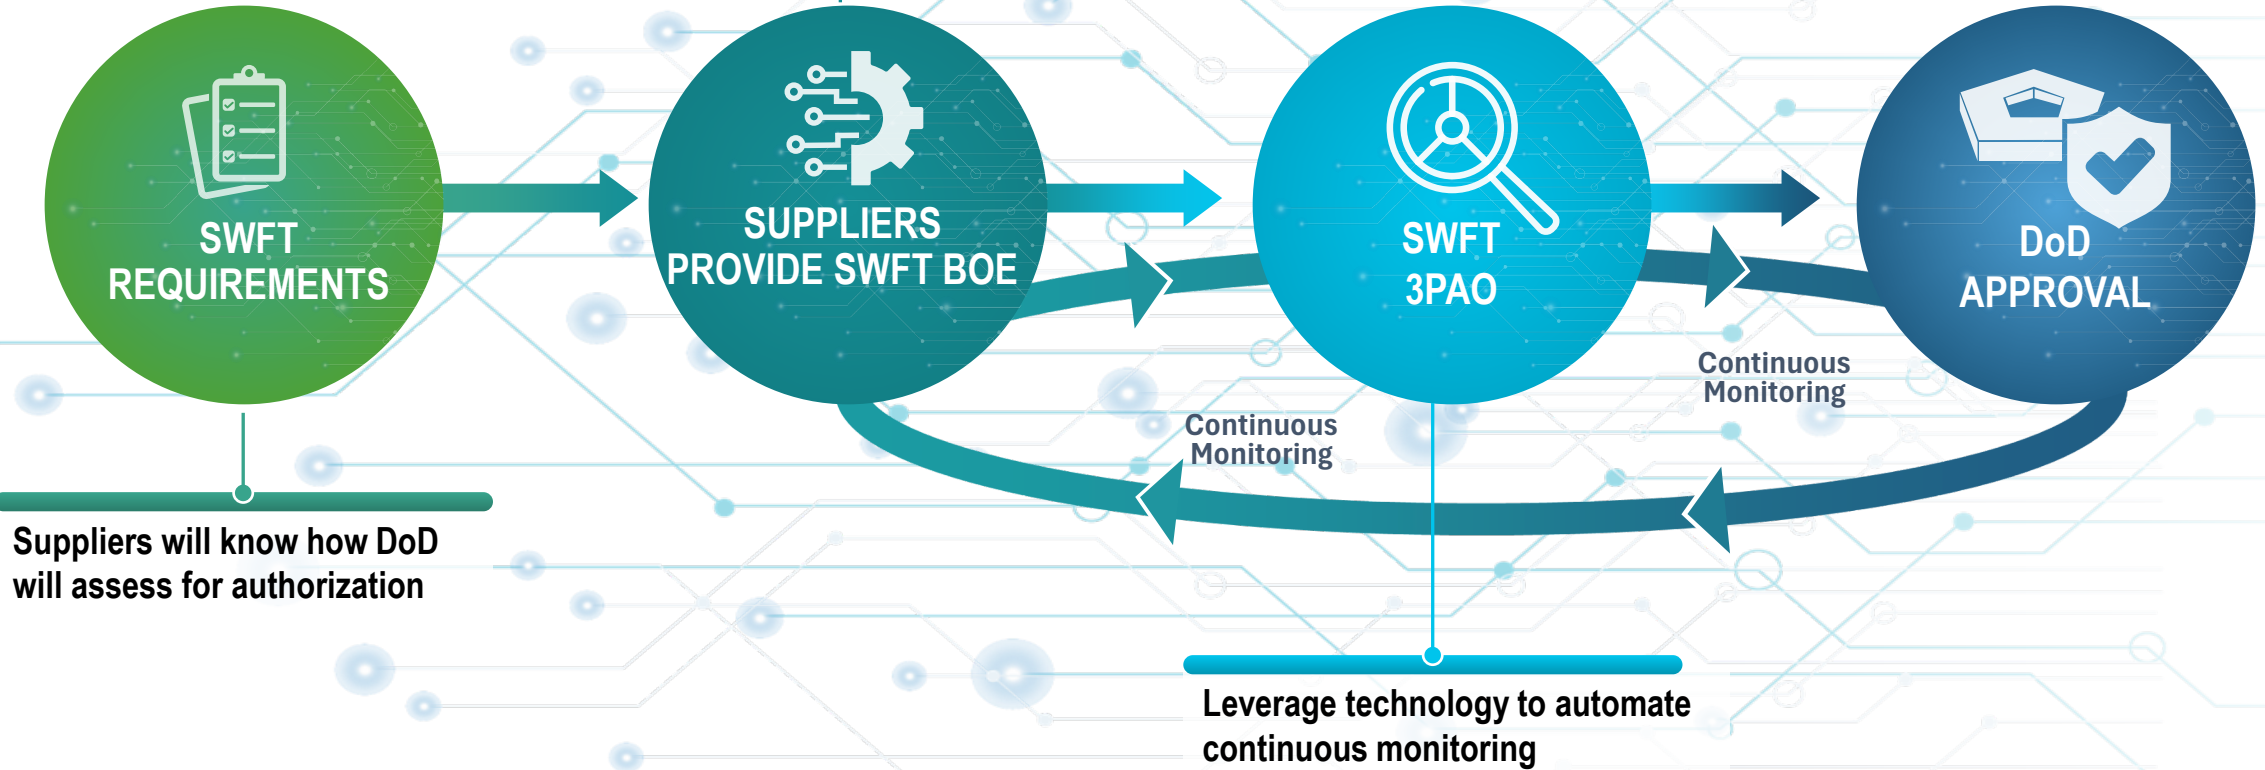 SWFT
REQUIREMENTS
SUPPLIERS
PROVIDE SWFT BOE
SWFT
3PAO
DoD
APPROVAL
Continuous
Monitoring
Continuous
Monitoring
Suppliers will know how DoD
will assess for authorization
Leverage technology to automate
continuous monitoring